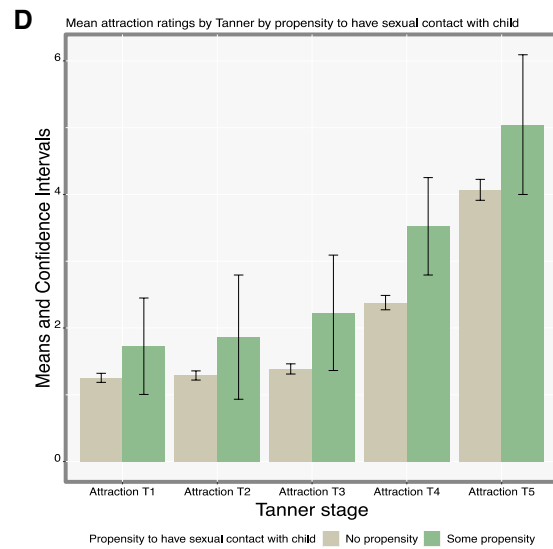 D
Mean attraction ratings by Tanner by propensity to have sexual contact with child
Means and Confidence Intervals
6
4
2
0
Attraction T1 Attraction T2 Attraction T3 Attraction T4 Attraction T5
Tanner stage
Propensity to have sexual contact with child No propensity Some propensity